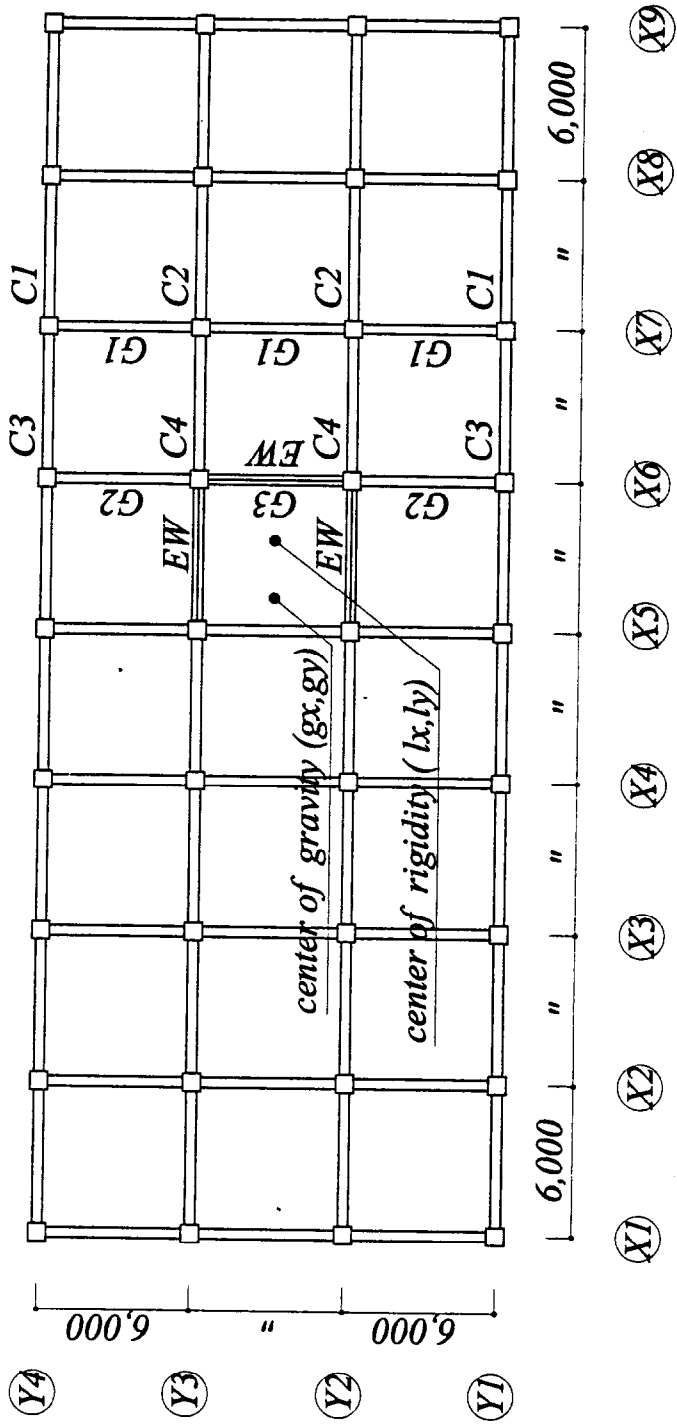 C1
C2
C2
C1
G1
G1
G1
C3
C4
C4
C3
EW
G2
G3
G2
EW
EW
center of gravity (gx,gy)
center of rigidity ( lx,ly)
6,000
"
"
"
"
"
"
6,000
X9
X8
X7
X6
X5
X4
X3
X2
X1
6,000
"
6,000
Y4
Y3
Y2
Y1